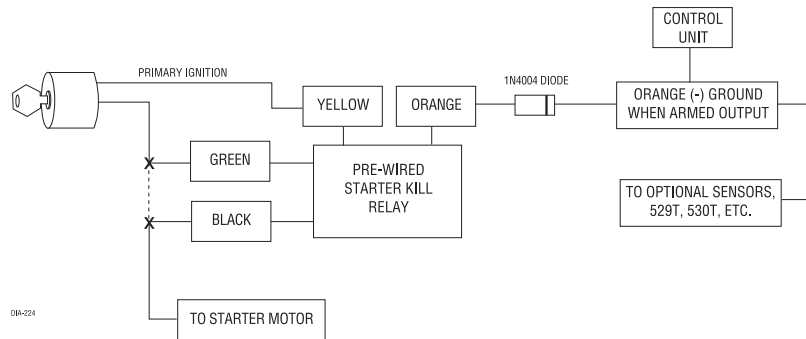 CONTROL
UNIT
PRIMARY IGNITION
1N4004 DIODE
YELLOW
ORANGE
ORANGE (-) GROUND
WHEN ARMED OUTPUT
GREEN
PRE-WIRED
STARTER KILL
RELAY
TO OPTIONAL SENSORS,
529T, 530T, ETC.
BLACK
X
X
DIA-224
TO STARTER MOTOR